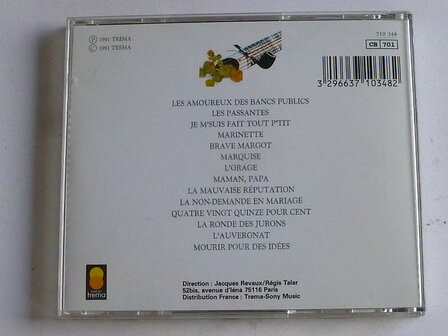 Ⓟ 1991 TREMA
Ⓒ 1991 TREMA
710 348
CB 701
3 296637 103482
LES AMOUREUX DES BANCS PUBLICS
LES PASSANTES
JE M'SUIS FAIT TOUT P'TIT
MARINETTE
BRAVE MARGOT
MARQUISE
L'ORAGE
MAMAN, PAPA
LA MAUVAISE RÉPUTATION
LA NON-DEMANDE EN MARIAGE
QUATRE VINGT QUINZE POUR CENT
LA RONDE DES JURONS
L'AUVERGNAT
MOURIR POUR DES IDÉES
trema
Direction : Jacques Revaux/Régis Talar
52bis, avenue d'Iéna 75116 Paris
Distribution France : Trema-Sony Music